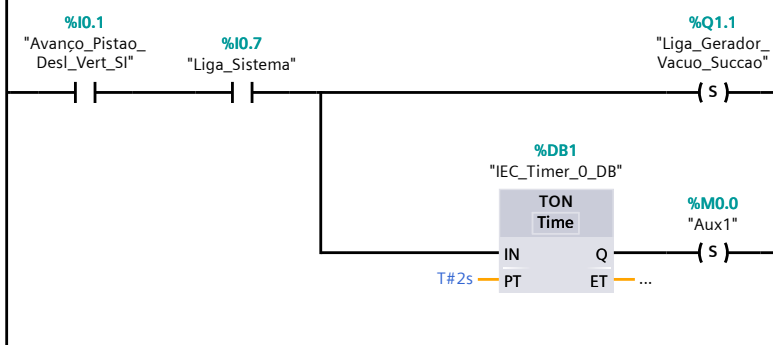 %I0.1
"Avanço_Pistao_
Desl_Vert_SI"
%I0.7
"Liga_Sistema"
%Q1.1
"Liga_Gerador_
Vacuo_Succao"
S
%DB1
"IEC_Timer_0_DB"
TON
Time
%M0.0
"Aux1"
IN
Q
S
T#2s
PT
ET
...